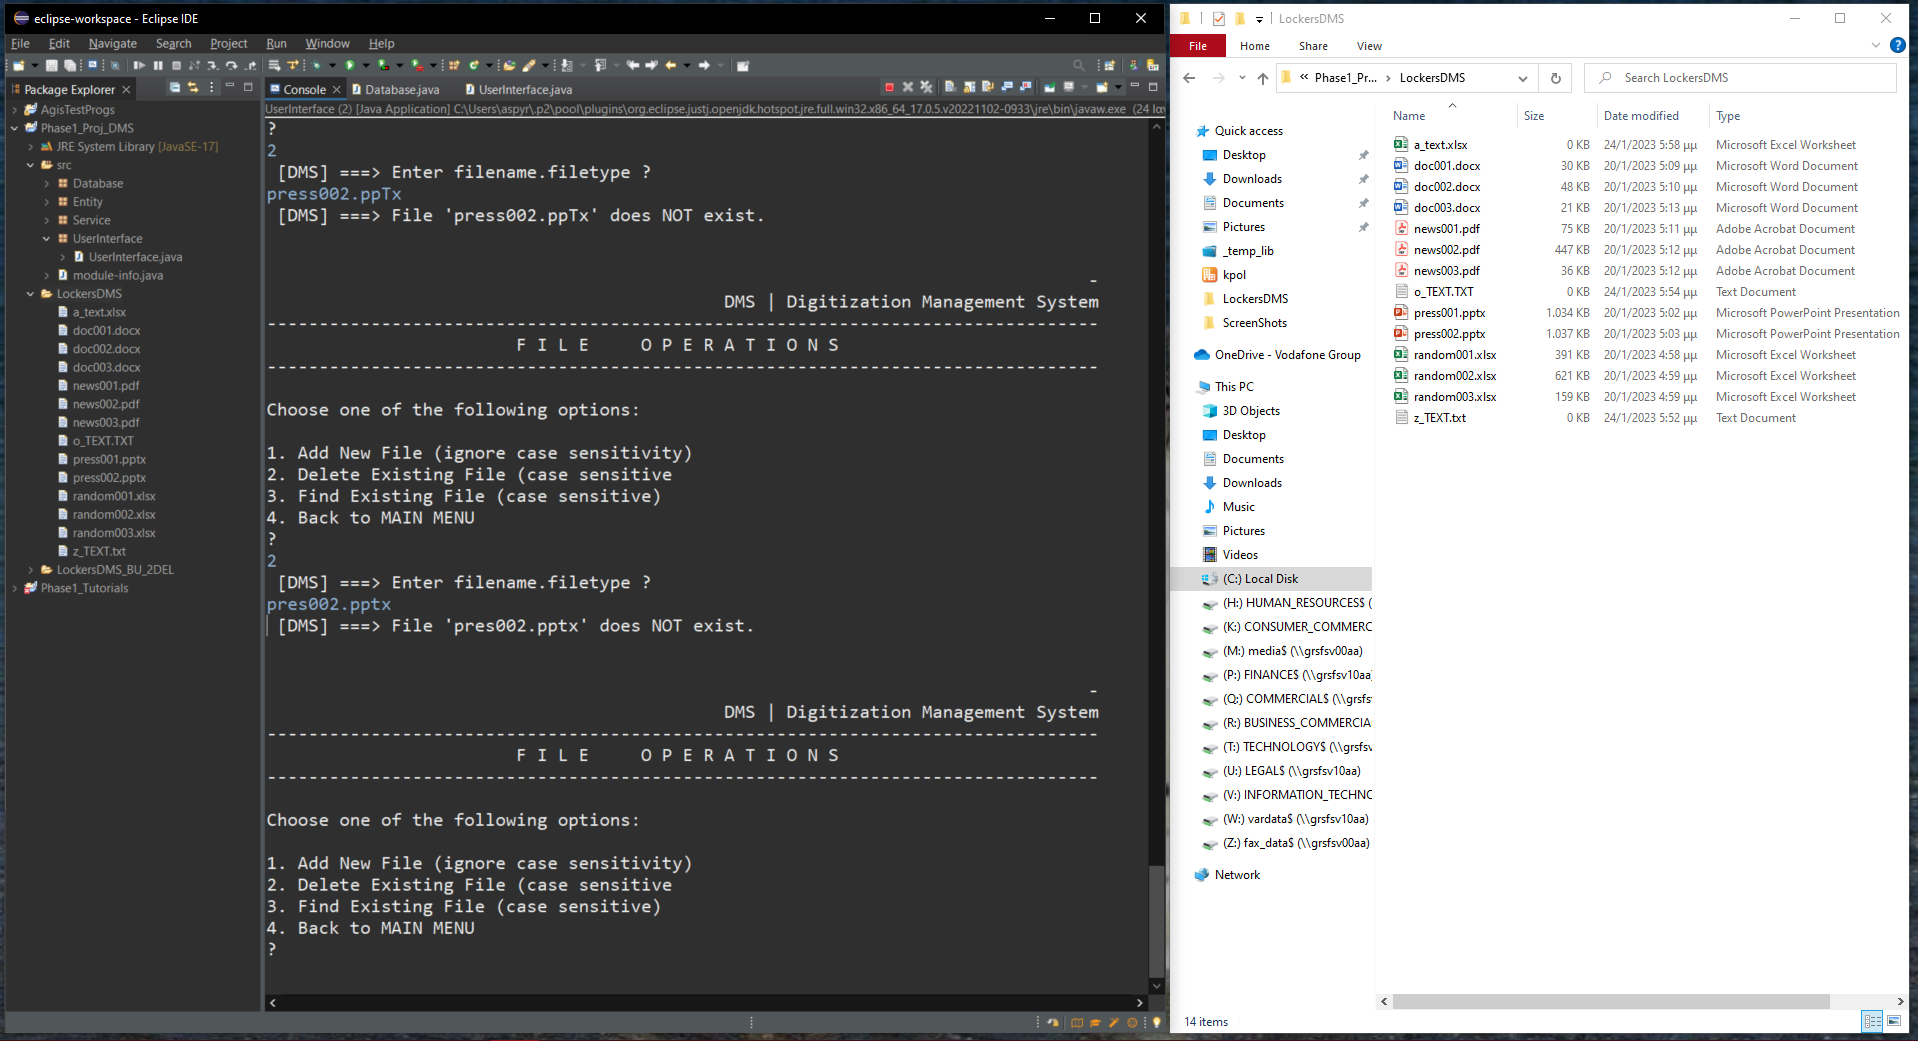 eclipse-workspace - Eclipse IDE
File Edit Navigate Search Project Run Window Help
Package Explorer
AgisTestProgs
Phase1_Proj_DMS
JRE System Library [JavaSE-17]
src
Database
Entity
Service
UserInterface
UserInterface.java
module-info.java
LockersDMS
a_text.xlsx
doc001.docx
doc002.docx
doc003.docx
news001.pdf
news002.pdf
news003.pdf
o_TEXT.TXT
press001.pptx
press002.pptx
random001.xlsx
random002.xlsx
random003.xlsx
z_TEXT.txt
LockersDMS_BU_2DEL
Phase1_Tutorials
Console Database.java UserInterface.java
UserInterface (2) [Java Application] C:\Users\aspyr\.p2\pool\plugins\org.eclipse.justj.openjdk.hotspot.jre.full.win32.x86_64_17.0.5.v20221102-0933\jre\bin\javaw.exe (24 Ιαν
?
2
[DMS] ===> Enter filename.filetype ?
press002.ppTx
[DMS] ===> File 'press002.ppTx' does NOT exist.
-
DMS | Digitization Management System
--------------------------------------------------------------------------------
F I L E O P E R A T I O N S
--------------------------------------------------------------------------------
Choose one of the following options:
1. Add New File (ignore case sensitivity)
2. Delete Existing File (case sensitive
3. Find Existing File (case sensitive)
4. Back to MAIN MENU
?
2
[DMS] ===> Enter filename.filetype ?
pres002.pptx
[DMS] ===> File 'pres002.pptx' does NOT exist.
-
DMS | Digitization Management System
--------------------------------------------------------------------------------
F I L E O P E R A T I O N S
--------------------------------------------------------------------------------
Choose one of the following options:
1. Add New File (ignore case sensitivity)
2. Delete Existing File (case sensitive
3. Find Existing File (case sensitive)
4. Back to MAIN MENU
?
LockersDMS
File Home Share View
« Phase1_Pr... › LockersDMS
Search LockersDMS
Quick access
Desktop
Downloads
Documents
Pictures
_temp_lib
kpol
LockersDMS
ScreenShots
OneDrive - Vodafone Group
This PC
3D Objects
Desktop
Documents
Downloads
Music
Pictures
Videos
(C:) Local Disk
(H:) HUMAN_RESOURCES$ (
(K:) CONSUMER_COMMERC
(M:) media$ (\\grsfsv00aa)
(P:) FINANCE$ (\\grsfsv10aa)
(Q:) COMMERCIAL$ (\\grsfs
(R:) BUSINESS_COMMERCIA
(T:) TECHNOLOGY$ (\\grsfsv
(U:) LEGAL$ (\\grsfsv10aa)
(V:) INFORMATION_TECHNO
(W:) vardata$ (\\grsfsv10aa)
(Z:) fax_data$ (\\grsfsv00aa)
Network
Name Size Date modified Type
a_text.xlsx 0 KB 24/1/2023 5:58 μμ Microsoft Excel Worksheet
doc001.docx 30 KB 20/1/2023 5:09 μμ Microsoft Word Document
doc002.docx 48 KB 20/1/2023 5:10 μμ Microsoft Word Document
doc003.docx 21 KB 20/1/2023 5:13 μμ Microsoft Word Document
news001.pdf 75 KB 20/1/2023 5:11 μμ Adobe Acrobat Document
news002.pdf 447 KB 20/1/2023 5:12 μμ Adobe Acrobat Document
news003.pdf 36 KB 20/1/2023 5:12 μμ Adobe Acrobat Document
o_TEXT.TXT 0 KB 24/1/2023 5:54 μμ Text Document
press001.pptx 1.034 KB 20/1/2023 5:02 μμ Microsoft PowerPoint Presentation
press002.pptx 1.037 KB 20/1/2023 5:03 μμ Microsoft PowerPoint Presentation
random001.xlsx 391 KB 20/1/2023 4:58 μμ Microsoft Excel Worksheet
random002.xlsx 621 KB 20/1/2023 4:59 μμ Microsoft Excel Worksheet
random003.xlsx 159 KB 20/1/2023 4:59 μμ Microsoft Excel Worksheet
z_TEXT.txt 0 KB 24/1/2023 5:52 μμ Text Document
14 items